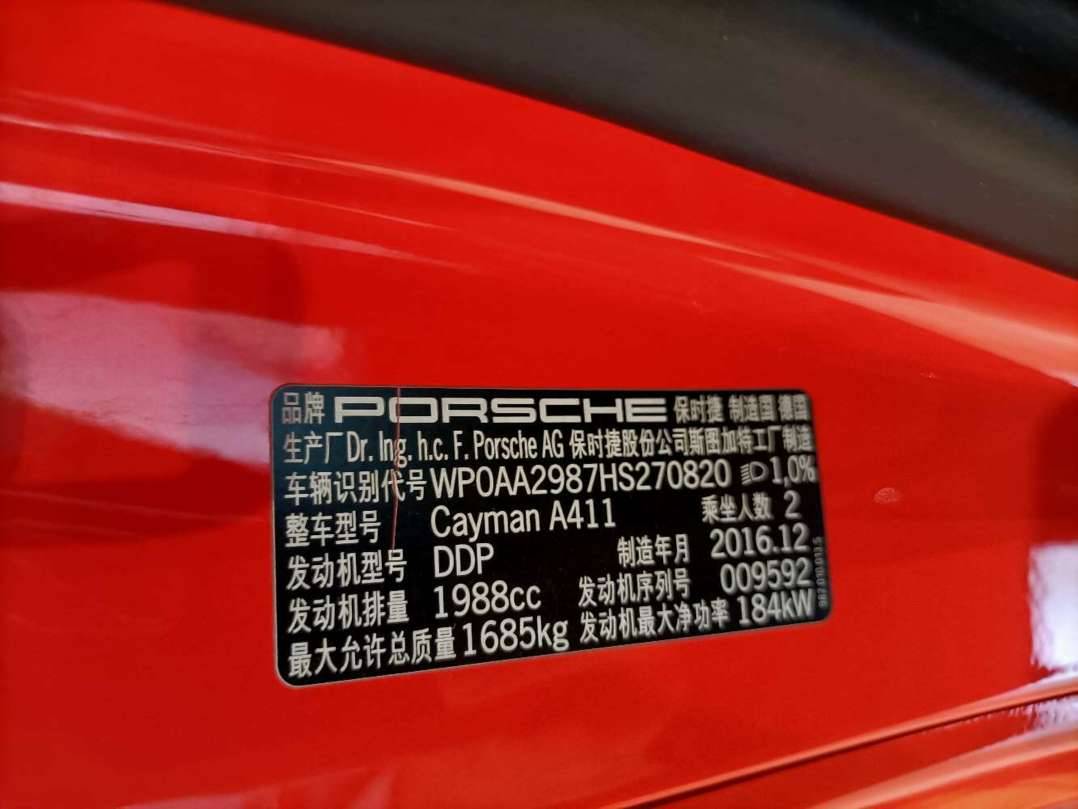 品牌 PORSCHE 保时捷 制造国 德国
生产厂 Dr. Ing. h.c. F. Porsche AG 保时捷股份公司斯图加特工厂制造
车辆识别代号 WP0AA2987HS270820 1,0%
整车型号 Cayman A411 乘坐人数 2
发动机型号 DDP 制造年月 2016.12
发动机排量 1988cc 发动机序列号 009592
最大允许总质量 1685kg 发动机最大净功率 184kW
982.010.013.5